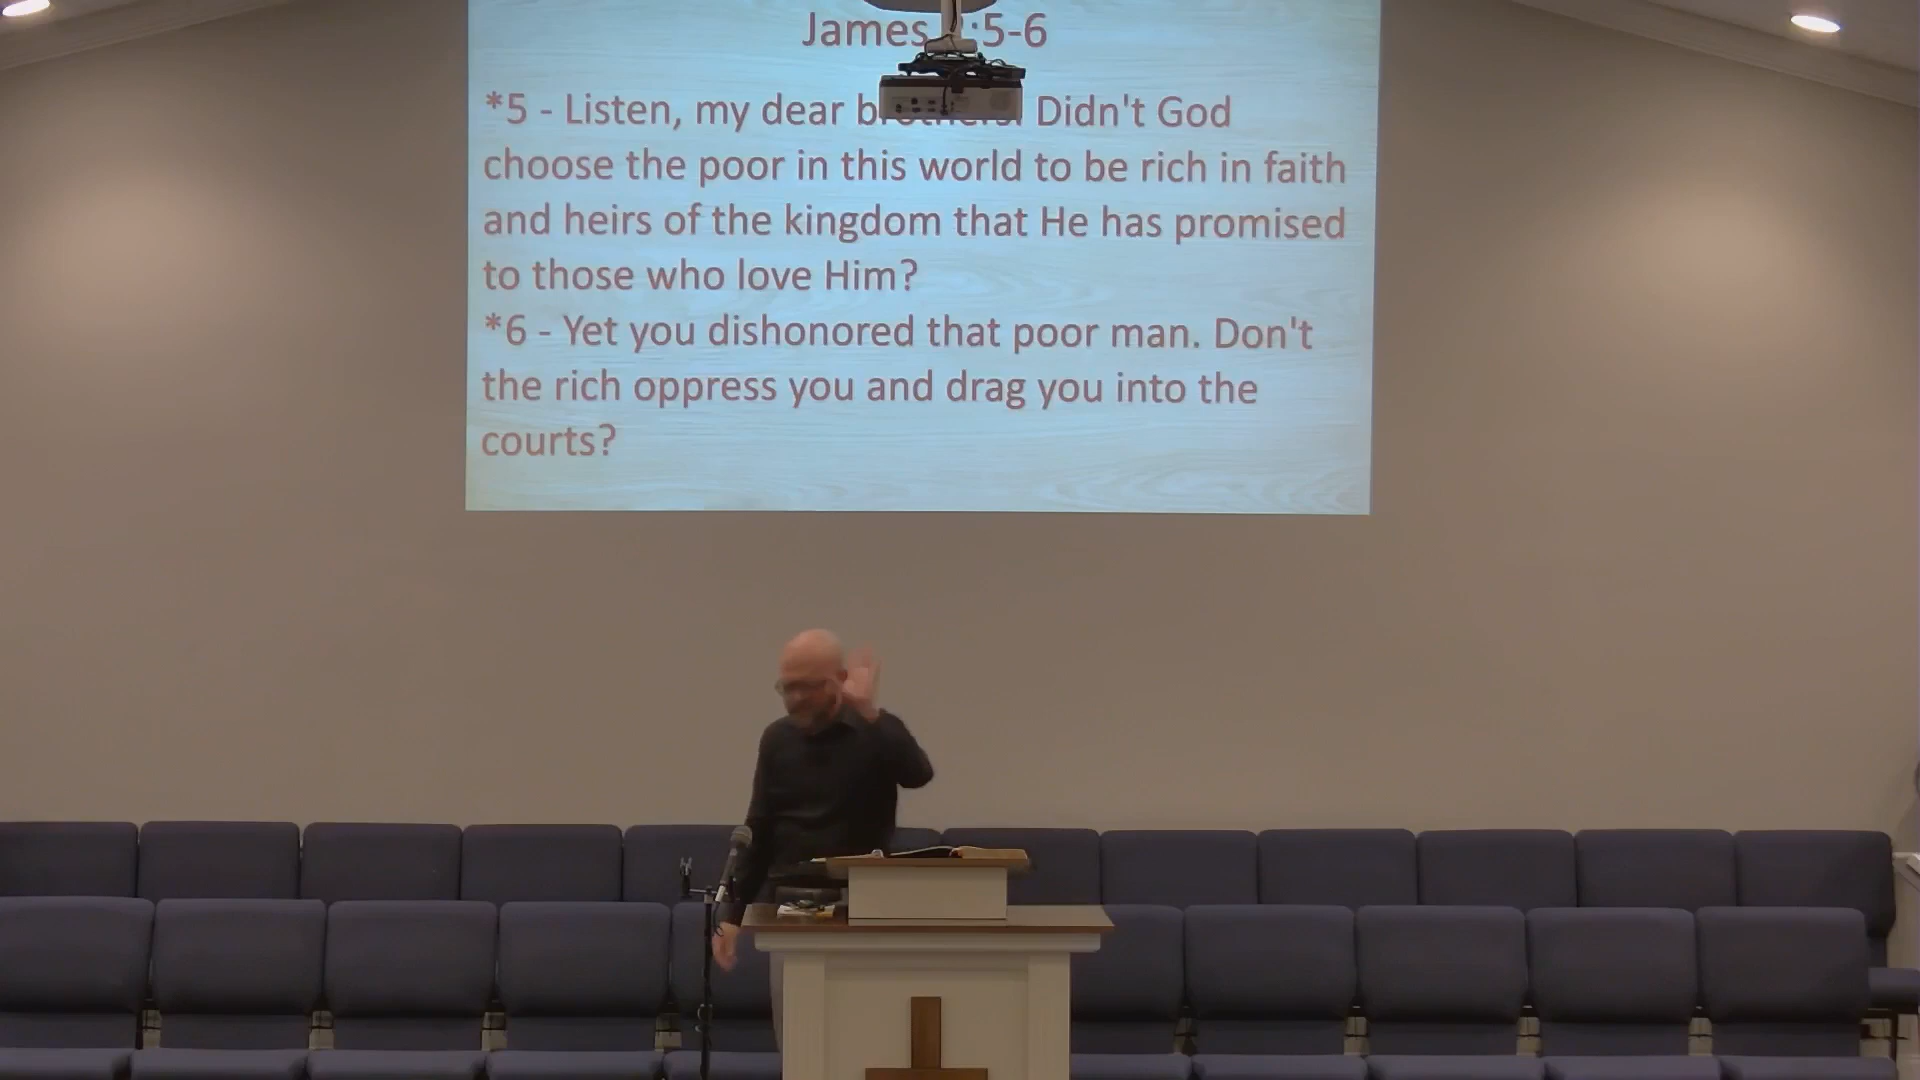 James :5-6
*5 - Listen, my dear brothers: Didn't God
choose the poor in this world to be rich in faith
and heirs of the kingdom that He has promised
to those who love Him?
*6 - Yet you dishonored that poor man. Don't
the rich oppress you and drag you into the
courts?